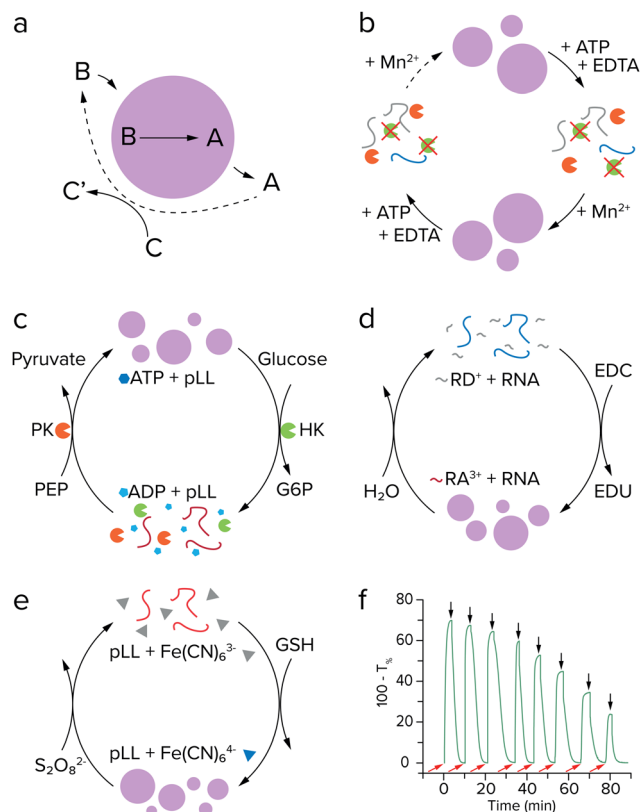 a
B
B A
A
C'
C
b
+ Mn²⁺
+ ATP
+ EDTA
+ ATP
+ EDTA
+ Mn²⁺
c
Pyruvate
Glucose
ATP + pLL
PK
HK
ADP + pLL
PEP
G6P
d
RD⁺ + RNA
EDC
RA³⁺ + RNA
H₂O
EDU
e
pLL + Fe(CN)₆³⁻
GSH
pLL + Fe(CN)₆⁴⁻
S₂O₈²⁻
f
80
60
40
20
0
100 - T%
0 20 40 60 80
Time (min)